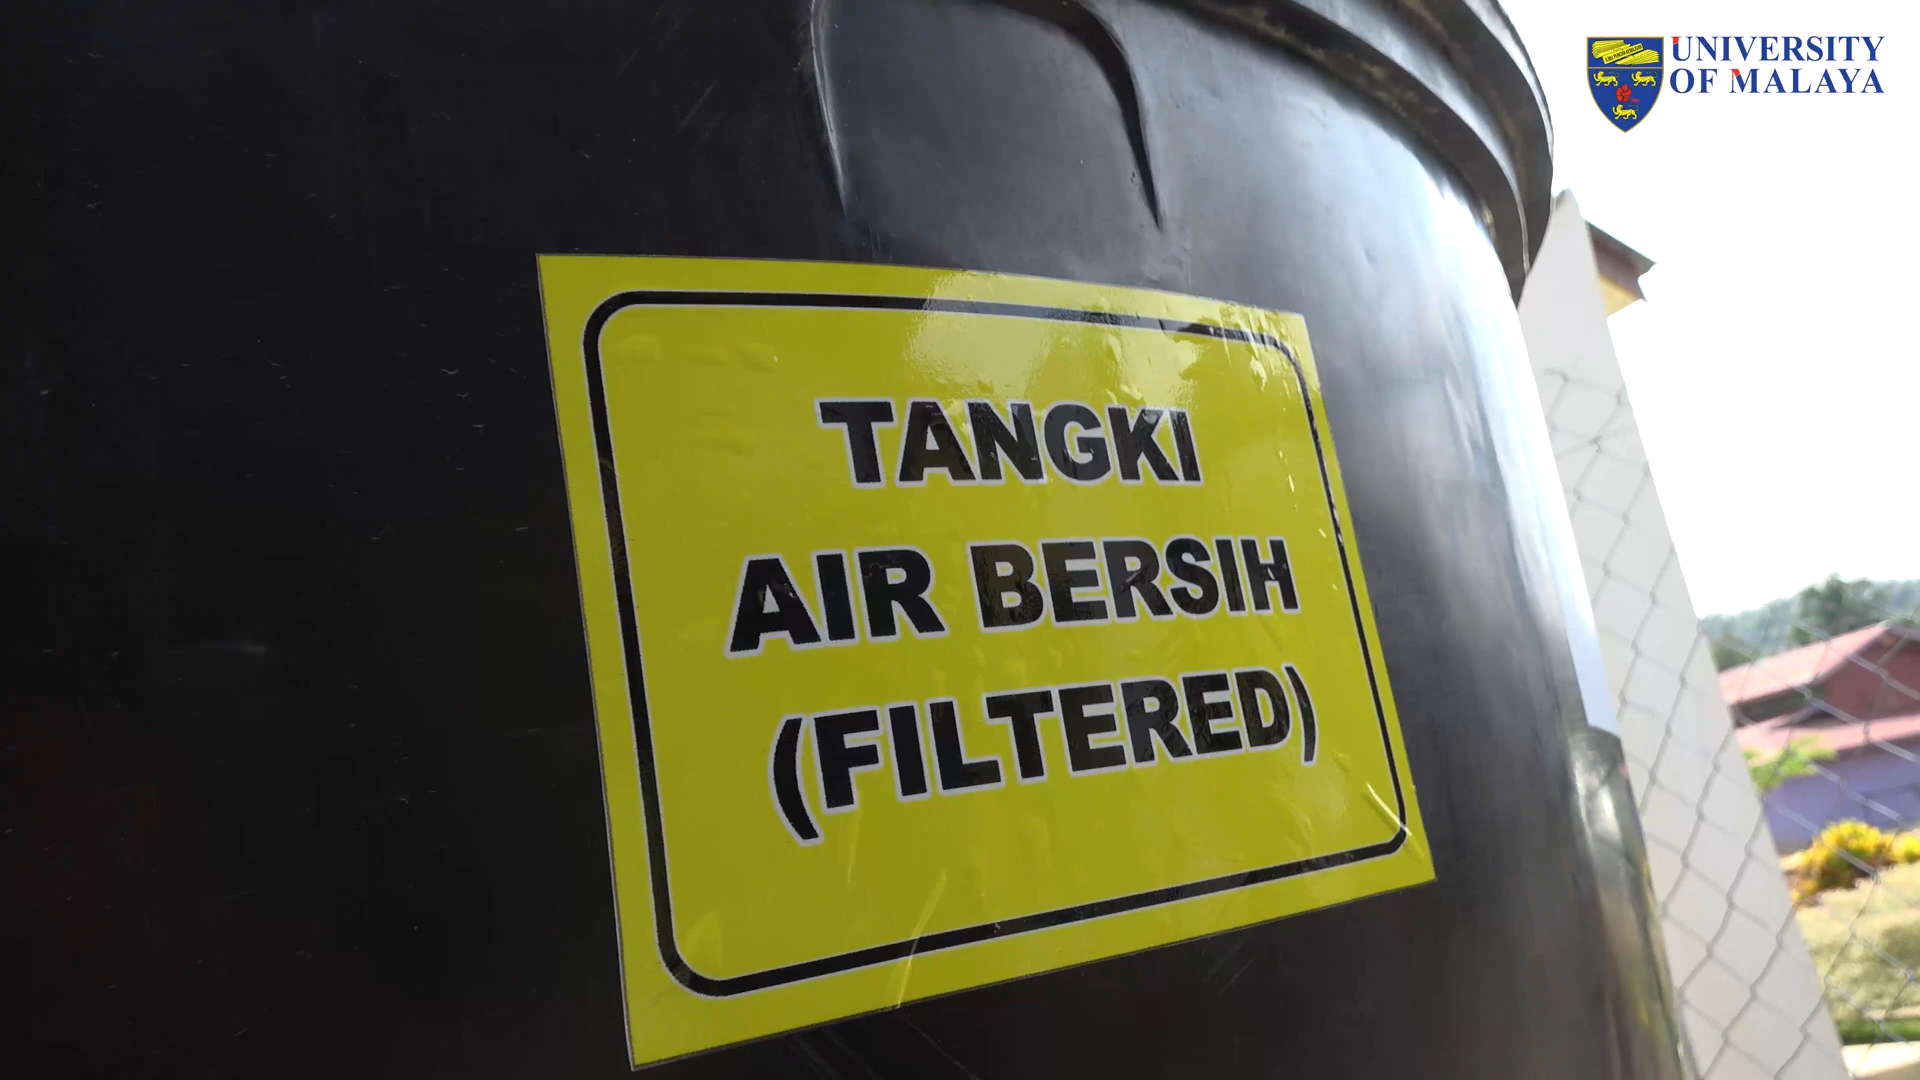 UNIVERSITY
OF MALAYA
TANGKI
AIR BERSIH
(FILTERED)